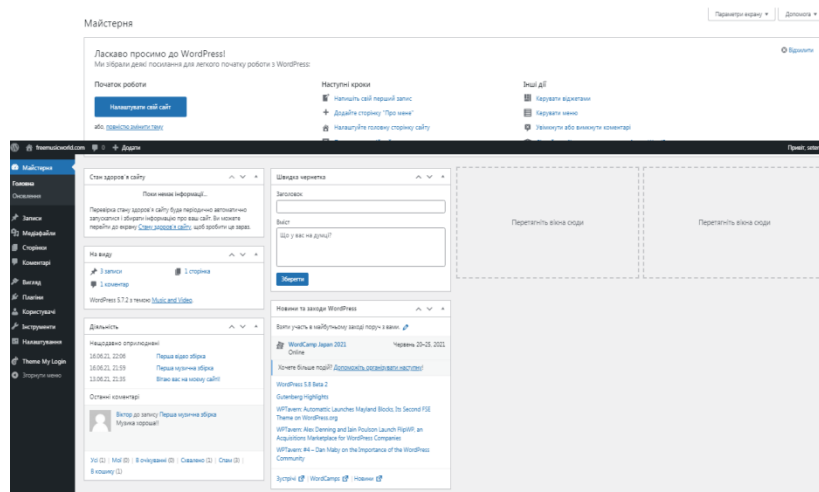 Параметри екрану ▾ Допомога ▾
Майстерня
Ласкаво просимо до WordPress!
Ми зібрали деякі посилання для легкого початку роботи з WordPress:
Відхилити
Початок роботи
Налаштувати свій сайт
або, повністю змінити тему
Наступні кроки
Напишіть свій перший запис
Додайте сторінку "Про мене"
Налаштуйте головну сторінку сайту
Інші дії
Керувати віджетами
Керувати меню
Увімкнути або вимкнути коментарі
freemusicworld.com 0 + Додати
Привіт,
Майстерня
Головна
Оновлення
Записи
Медіафайли
Сторінки
Коментарі
Вигляд
Плагіни
Користувачі
Інструменти
Налаштування
Theme My Login
Згорнути меню
Стан здоров'я сайту
Поки немає інформації...
Перевірка стану здоров'я сайту буде періодично автоматично
запускатися і збирати інформацію про ваш сайт. Ви можете
перейти до екрану Стану здоров'я сайту, щоб зробити це зараз.
На виду
3 записи
1 сторінка
1 коментар
WordPress 5.7.2 з темою Music and Video.
Діяльність
Нещодавно оприлюднені
16.06.21, 22:06 Перша відео збірка
16.06.21, 21:59 Перша музична збірка
13.06.21, 21:35 Вітаю вас на моєму сайті!
Останні коментарі
Віктор до запису Перша музична збірка
Музика хороша!!
Усі (1) | Мої (0) | В очікуванні (0) | Схвалено (1) | Спам (3) |
В кошику (1)
Швидка чернетка
Заголовок
Вміст
Що у вас на думці?
Зберегти
Новини та заходи WordPress
Взяти участь в майбутньому заході поруч з вами.
WordCamp Japan 2021 Червень 20–25, 2021
Online
Хочете більше подій? Допоможіть організувати наступну!
WordPress 5.8 Beta 2
Gutenberg Highlights
WPTavern: Automattic Launches Mayland Blocks, Its Second FSE
Theme on WordPress.org
WPTavern: Alex Denning and Iain Poulson Launch FlipWP, an
Acquisitions Marketplace for WordPress Companies
WPTavern: #4 – Dan Maby on the Importance of the WordPress
Community
Зустрічі | WordCamps | Новини
Перетягніть вікна сюди
Перетягніть вікна сюди